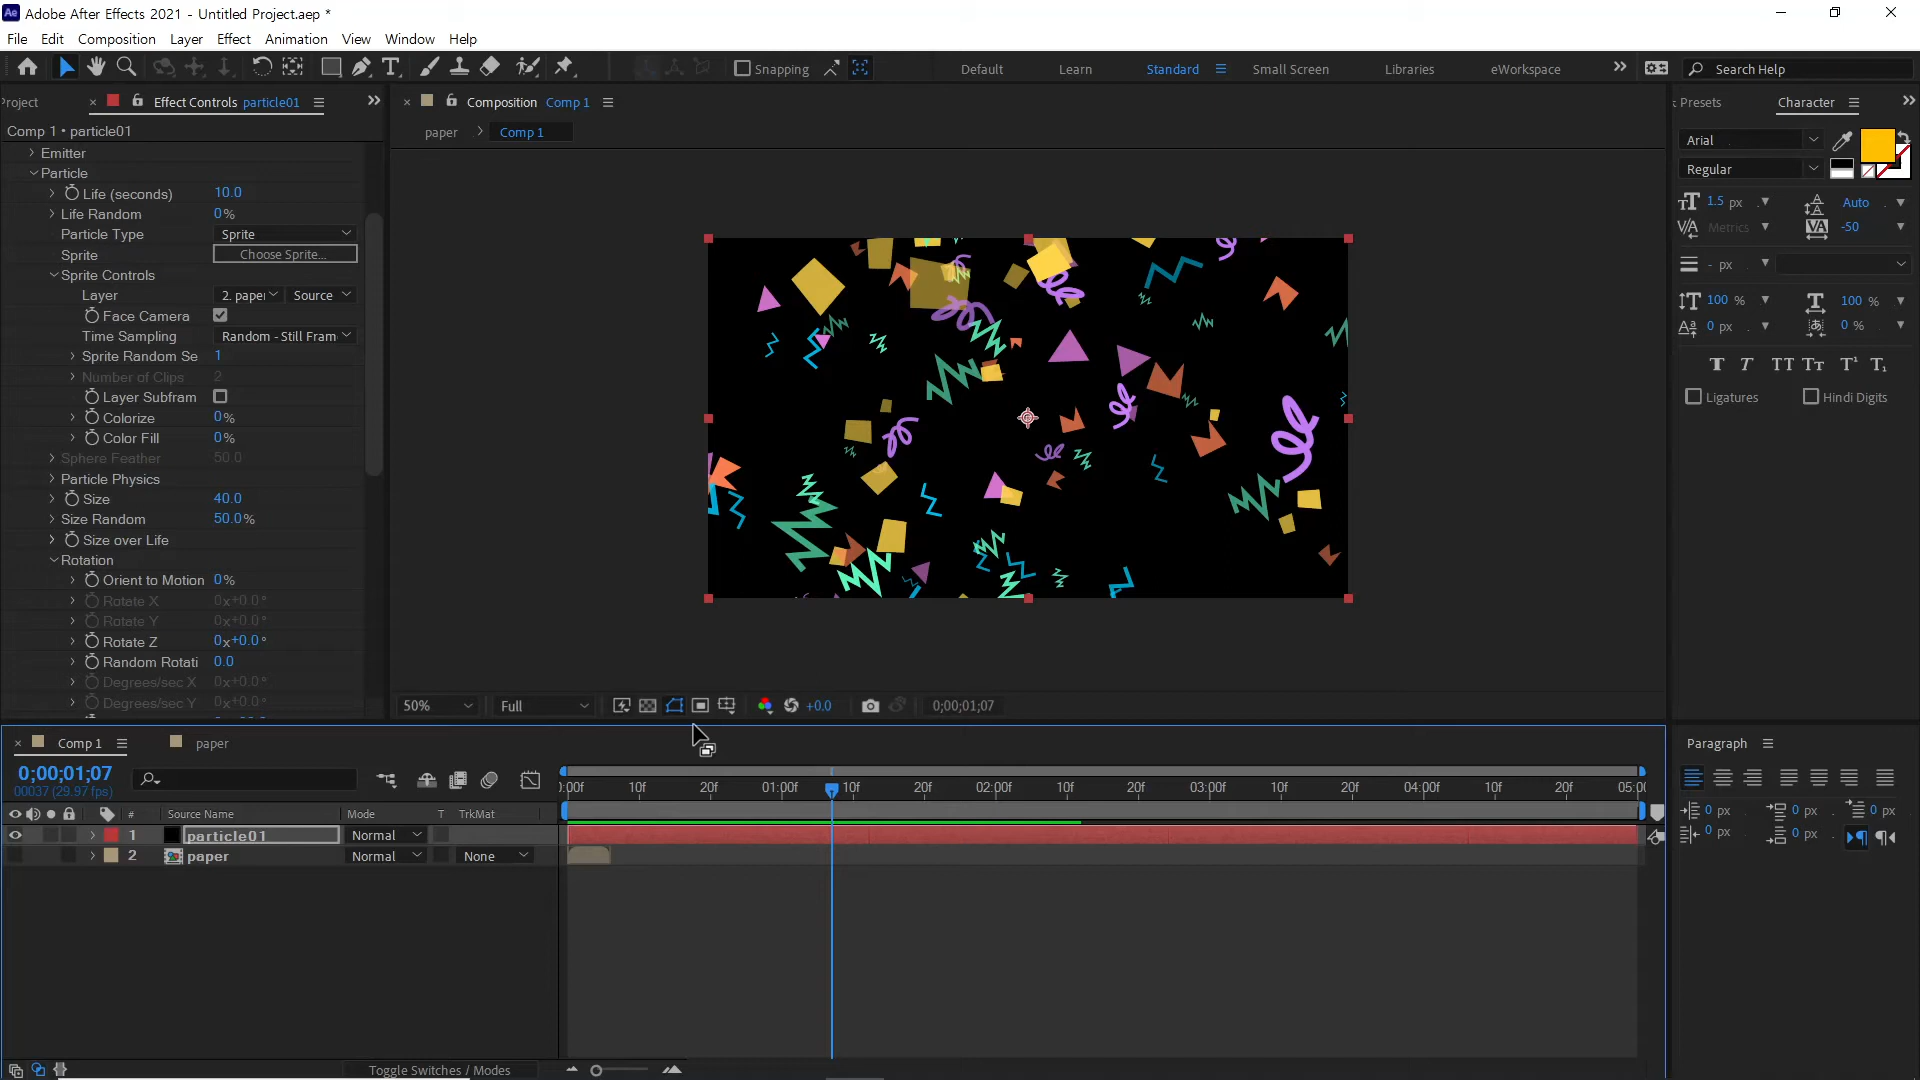 Adobe After Effects 2021 - Untitled Project.aep *
File Edit Composition Layer Effect Animation View Window Help
Snapping Default Learn Standard Small Screen Libraries eWorkspace Search Help
Project Effect Controls particle01 Composition Comp 1 Presets Character
paper Comp 1
Comp 1 • particle01
Emitter
Particle
Life (seconds) 10.0
Life Random 0%
Particle Type Sprite
Sprite Choose Sprite...
Sprite Controls
Layer 2. paper Source
Face Camera
Time Sampling Random - Still Fram
Sprite Random Se 1
Number of Clips 2
Layer Subfram
Colorize 0%
Color Fill 0%
Sphere Feather 50.0
Particle Physics
Size 40.0
Size Random 50.0%
Size over Life
Rotation
Orient to Motion 0%
Rotate X 0x+0.0°
Rotate Y 0x+0.0°
Rotate Z 0x+0.0°
Random Rotati 0.0
Degrees/sec X 0x+0.0°
Degrees/sec Y 0x+0.0°
50% Full +0.0 0;00;01;07
Arial
Regular
1.5 px Auto
Metrics -50
- px
100 % 100 %
0 px 0 %
T T TT Tт T¹ T₁
Ligatures Hindi Digits
Comp 1 paper
0;00;01;07
00037 (29.97 fps)
:00f 10f 20f 01:00f 10f 20f 02:00f 10f 20f 03:00f 10f 20f 04:00f 10f 20f 05:00
# Source Name Mode T TrkMat
1 particle01 Normal
2 paper Normal None
Toggle Switches / Modes
Paragraph
0 px 0 px 0 px
0 px 0 px